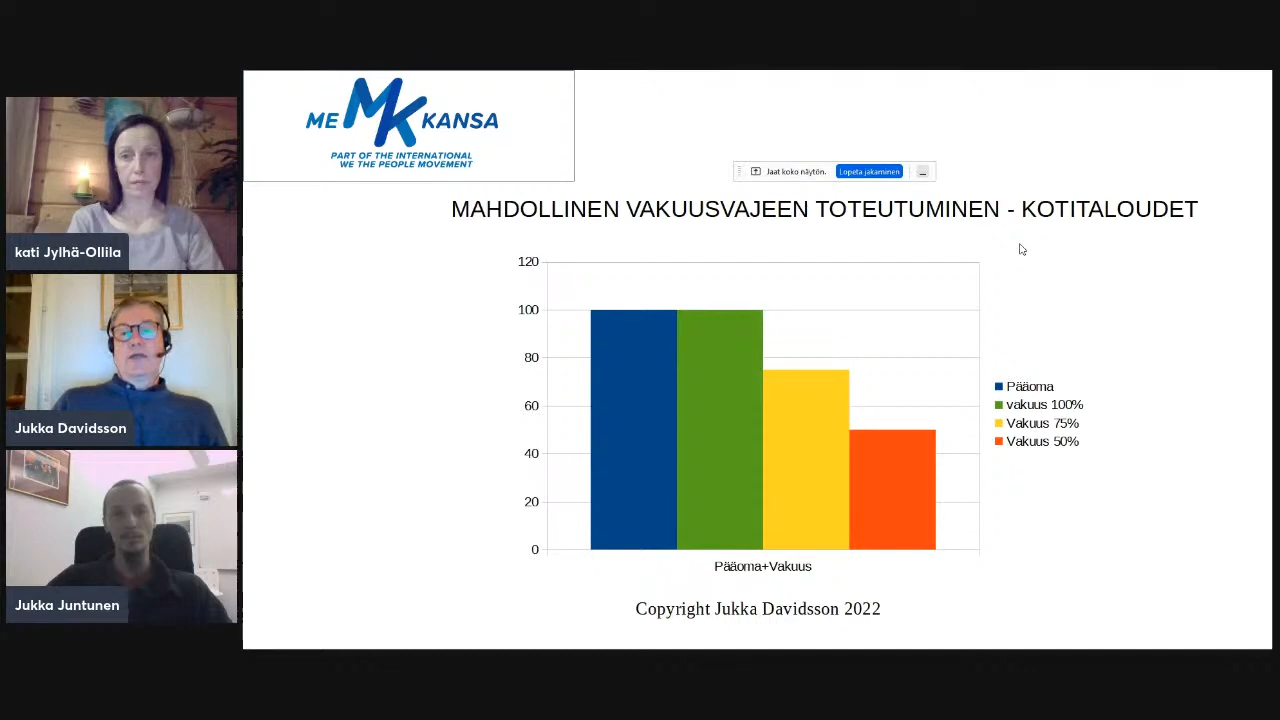 ME MK KANSA
PART OF THE INTERNATIONAL
WE THE PEOPLE MOVEMENT
Jaat koko näytön.
Lopeta jakaminen
MAHDOLLINEN VAKUUSVAJEEN TOTEUTUMINEN - KOTITALOUDET
120
100
80
60
40
20
0
Pääoma
vakuus 100%
Vakuus 75%
Vakuus 50%
Pääoma+Vakuus
Copyright Jukka Davidsson 2022
kati Jylhä-Ollila
Jukka Davidsson
Jukka Juntunen